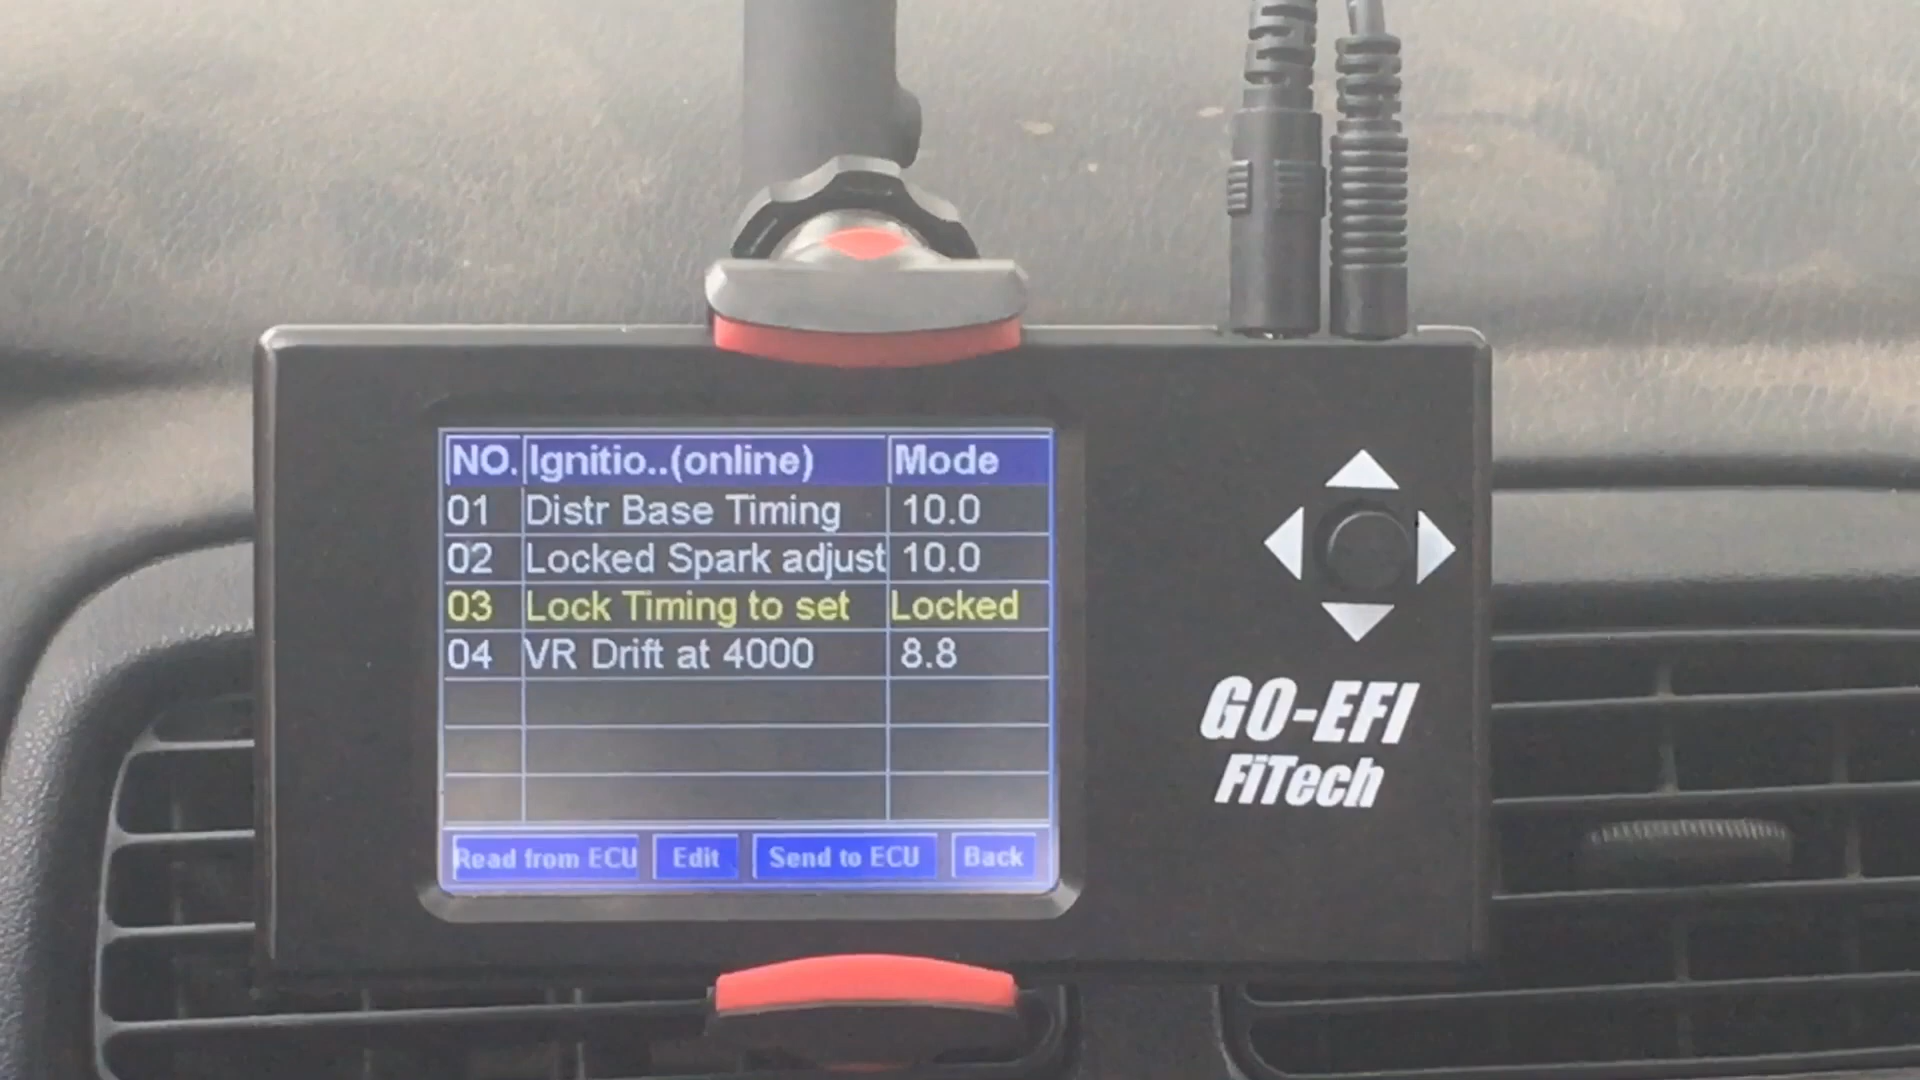 NO. Ignitio..(online) Mode
01 Distr Base Timing 10.0
02 Locked Spark adjust 10.0
03 Lock Timing to set Locked
04 VR Drift at 4000 8.8
Read from ECU Edit Send to ECU Back
GO-EFI
FiTech